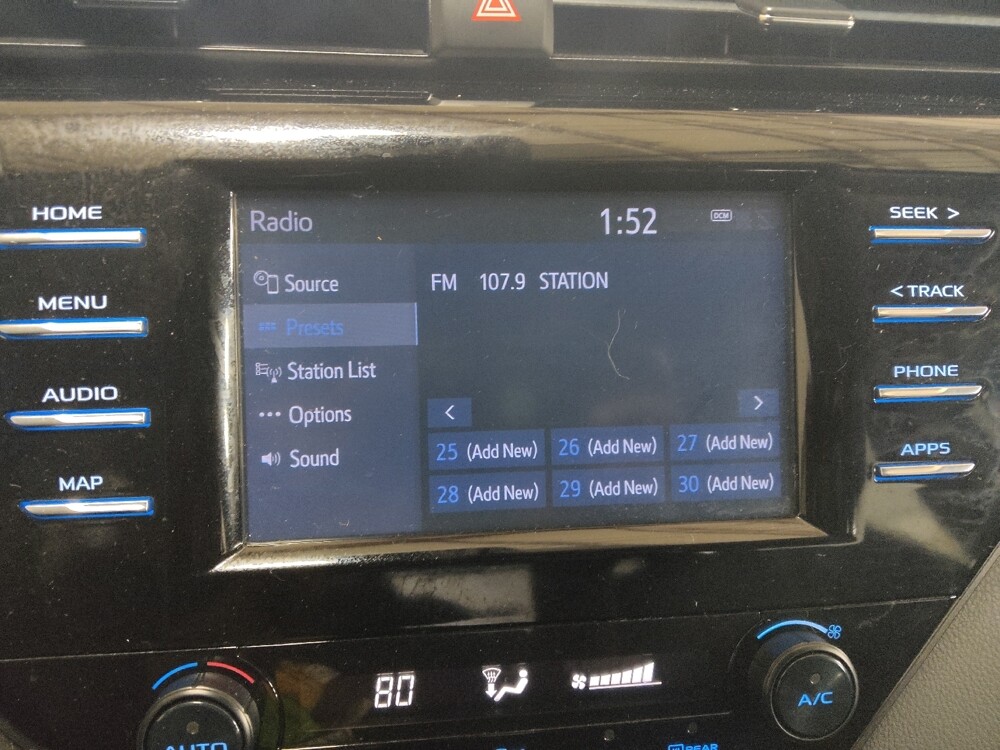 HOME
MENU
AUDIO
MAP
Radio
1:52
DCM
Source
Presets
Station List
Options
Sound
FM 107.9 STATION
<
>
25 (Add New)
26 (Add New)
27 (Add New)
28 (Add New)
29 (Add New)
30 (Add New)
SEEK >
< TRACK
PHONE
APPS
80
A/C
AUTO
REAR